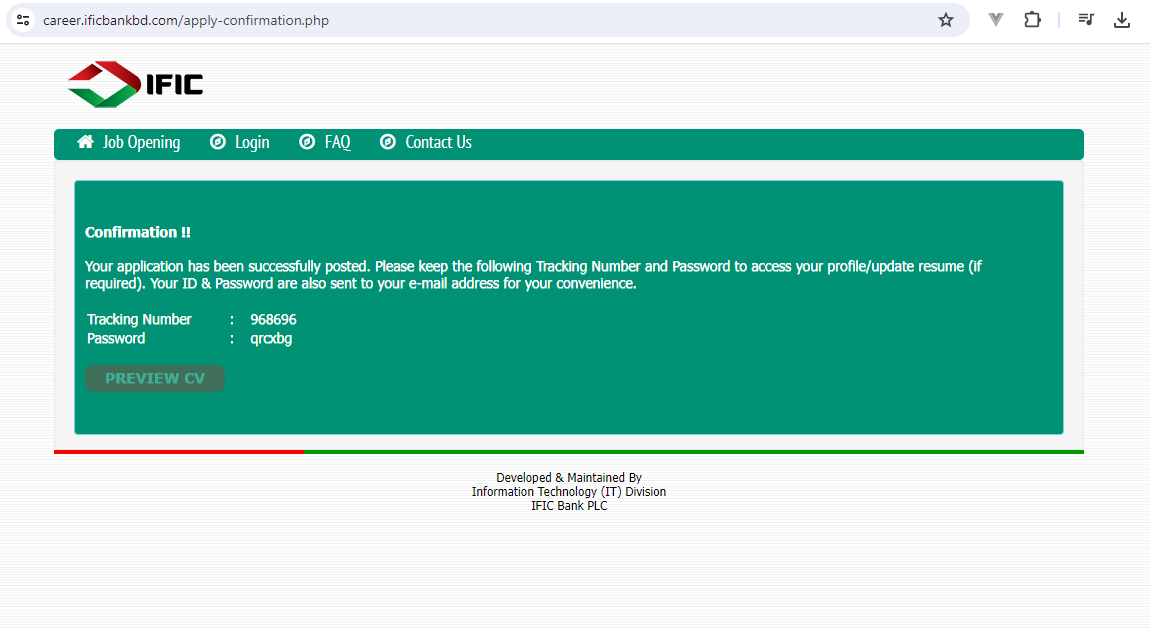 career.ificbankbd.com/apply-confirmation.php
IFIC
Job Opening Login FAQ Contact Us
Confirmation !!
Your application has been successfully posted. Please keep the following Tracking Number and Password to access your profile/update resume (if
required). Your ID & Password are also sent to your e-mail address for your convenience.
Tracking Number : 968696
Password : qrcxbg
PREVIEW CV
Developed & Maintained By
Information Technology (IT) Division
IFIC Bank PLC